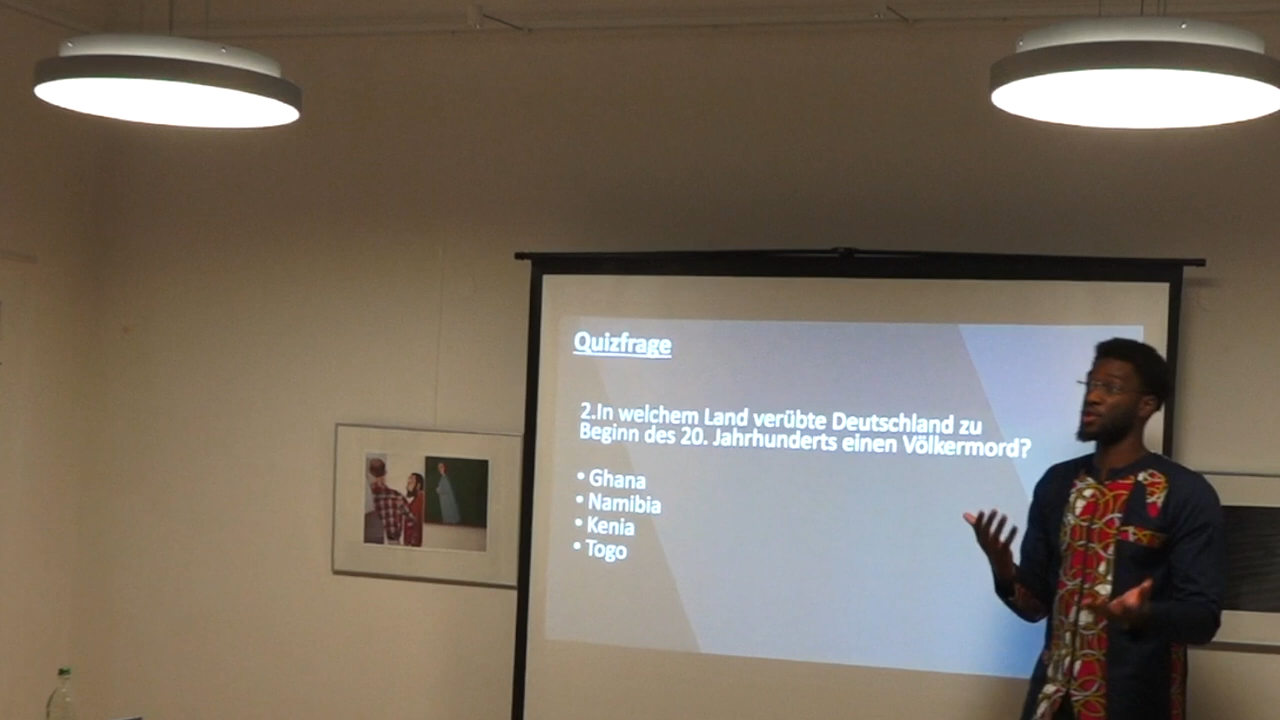 Quizfrage
2.In welchem Land verübte Deutschland zu
Beginn des 20. Jahrhunderts einen Völkermord?
• Ghana
• Namibia
• Kenia
• Togo